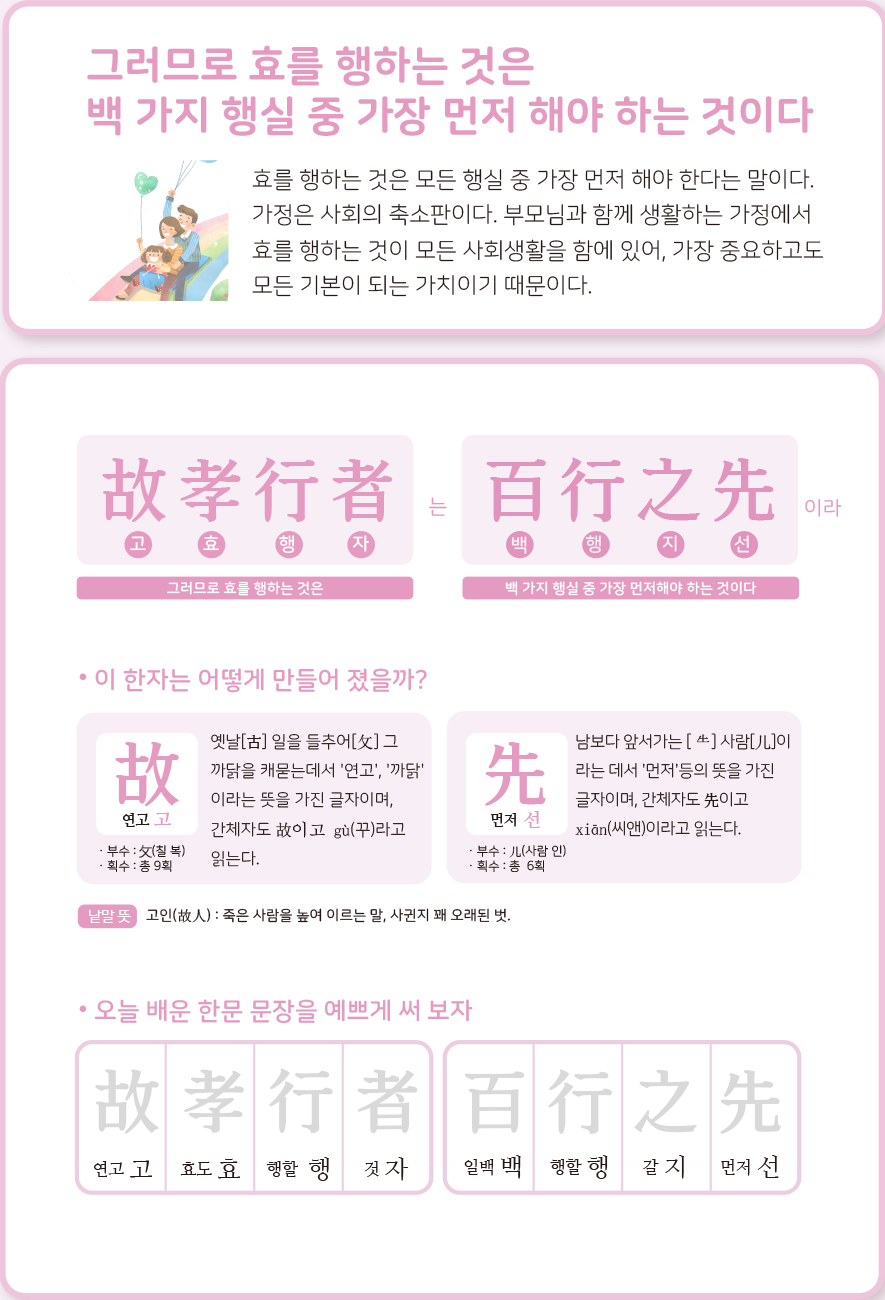 그러므로 효를 행하는 것은
백 가지 행실 중 가장 먼저 해야 하는 것이다
효를 행하는 것은 모든 행실 중 가장 먼저 해야 한다는 말이다.
가정은 사회의 축소판이다. 부모님과 함께 생활하는 가정에서
효를 행하는 것이 모든 사회생활을 함에 있어, 가장 중요하고도
모든 기본이 되는 가치이기 때문이다.
故孝行者는 百行之先이라
고 효 행 자 백 행 지 선
그러므로 효를 행하는 것은
백 가지 행실 중 가장 먼저해야 하는 것이다
• 이 한자는 어떻게 만들어 졌을까?
故
연고 고
· 부수 : 攵(칠 복)
· 획수 : 총 9획
옛날[古] 일을 들추어[攵] 그
까닭을 캐묻는데서 '연고', '까닭'
이라는 뜻을 가진 글자이며,
간체자도 故이고 gù(꾸)라고
읽는다.
先
먼저 선
· 부수 : 儿(사람 인)
· 획수 : 총 6획
남보다 앞서가는 [ ⺧ ] 사람[儿]이
라는 데서 '먼저'등의 뜻을 가진
글자이며, 간체자도 先이고
xiān(씨앤)이라고 읽는다.
낱말 뜻 고인(故人) : 죽은 사람을 높여 이르는 말, 사귄지 꽤 오래된 벗.
• 오늘 배운 한문 문장을 예쁘게 써 보자
故 孝 行 者 百 行 之 先
연고 고 효도 효 행할 행 것 자 일백 백 행할 행 갈 지 먼저 선